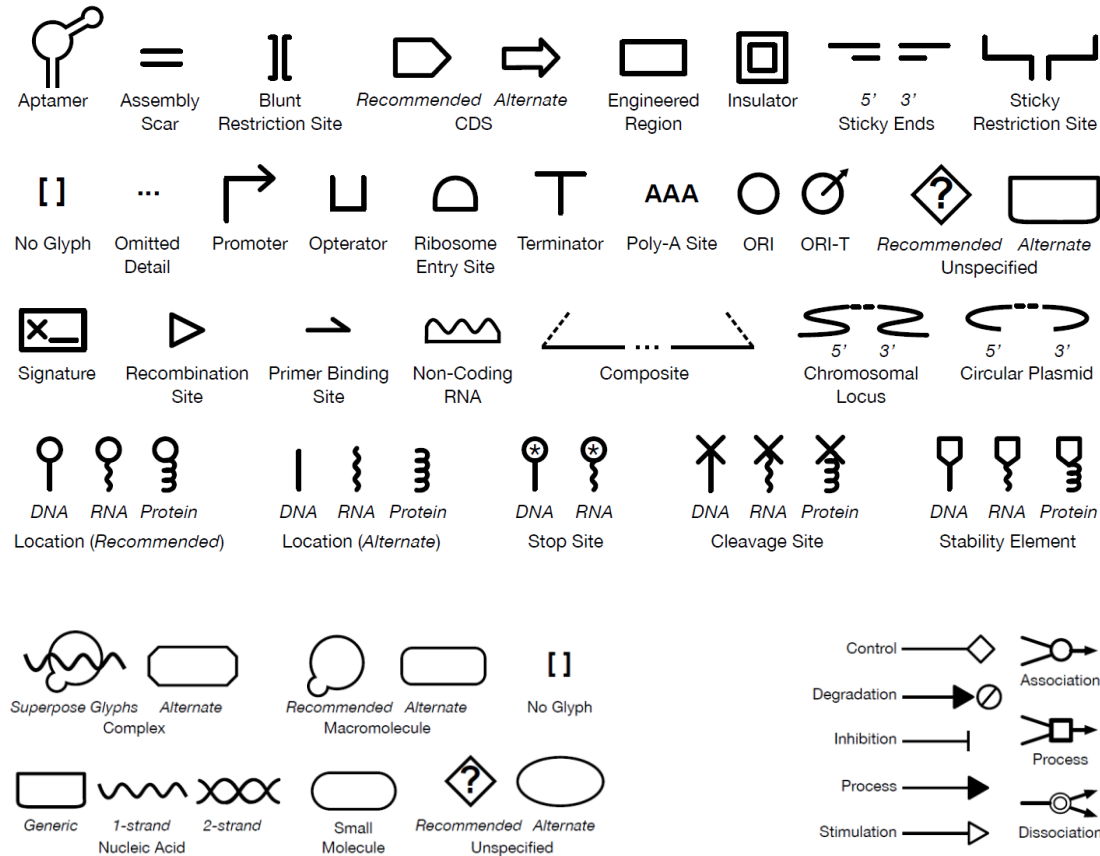 Aptamer
Assembly
Scar
Blunt
Restriction Site
Recommended Alternate
CDS
Engineered
Region
Insulator
5' 3'
Sticky Ends
Sticky
Restriction Site
[ ]
No Glyph
...
Omitted
Detail
Promoter
Opterator
Ribosome
Entry Site
Terminator
AAA
Poly-A Site
ORI
ORI-T
?
Recommended Alternate
Unspecified
X_
Signature
Recombination
Site
Primer Binding
Site
Non-Coding
RNA
...
Composite
5' 3'
Chromosomal
Locus
5' 3'
Circular Plasmid
DNA RNA Protein
Location (Recommended)
DNA RNA Protein
Location (Alternate)
* *
DNA RNA
Stop Site
DNA RNA Protein
Cleavage Site
DNA RNA Protein
Stability Element
Superpose Glyphs Alternate
Complex
Recommended Alternate
Macromolecule
[ ]
No Glyph
Generic 1-strand 2-strand
Nucleic Acid
Small
Molecule
?
Recommended Alternate
Unspecified
Control
Degradation
Inhibition
Process
Stimulation
Association
Process
Dissociation